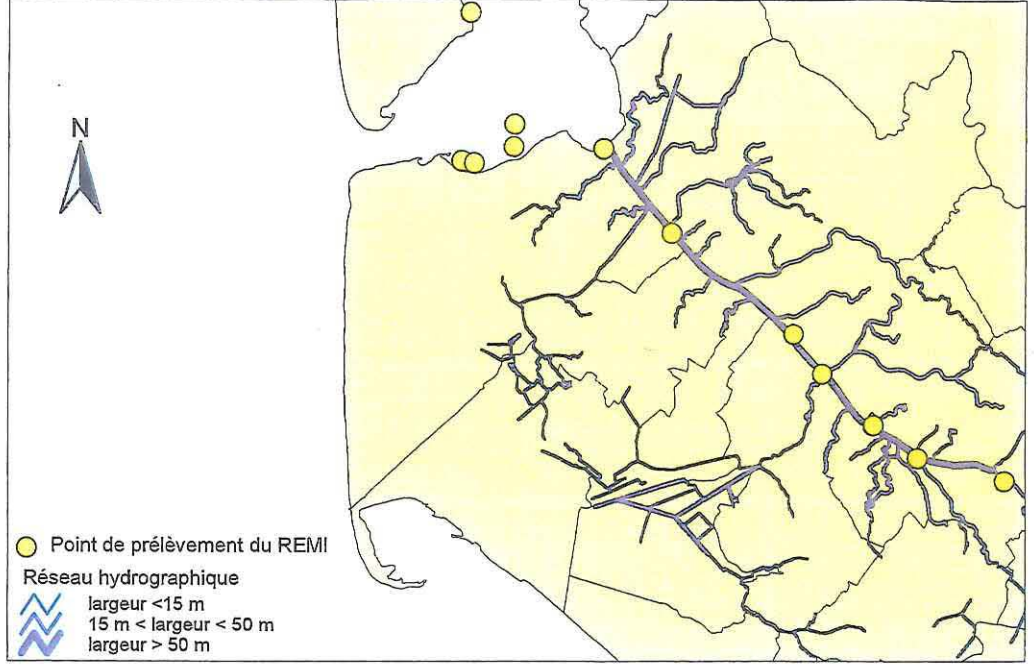 N
Point de prélèvement du REMI
Réseau hydrographique
largeur <15 m
15 m < largeur < 50 m
largeur > 50 m